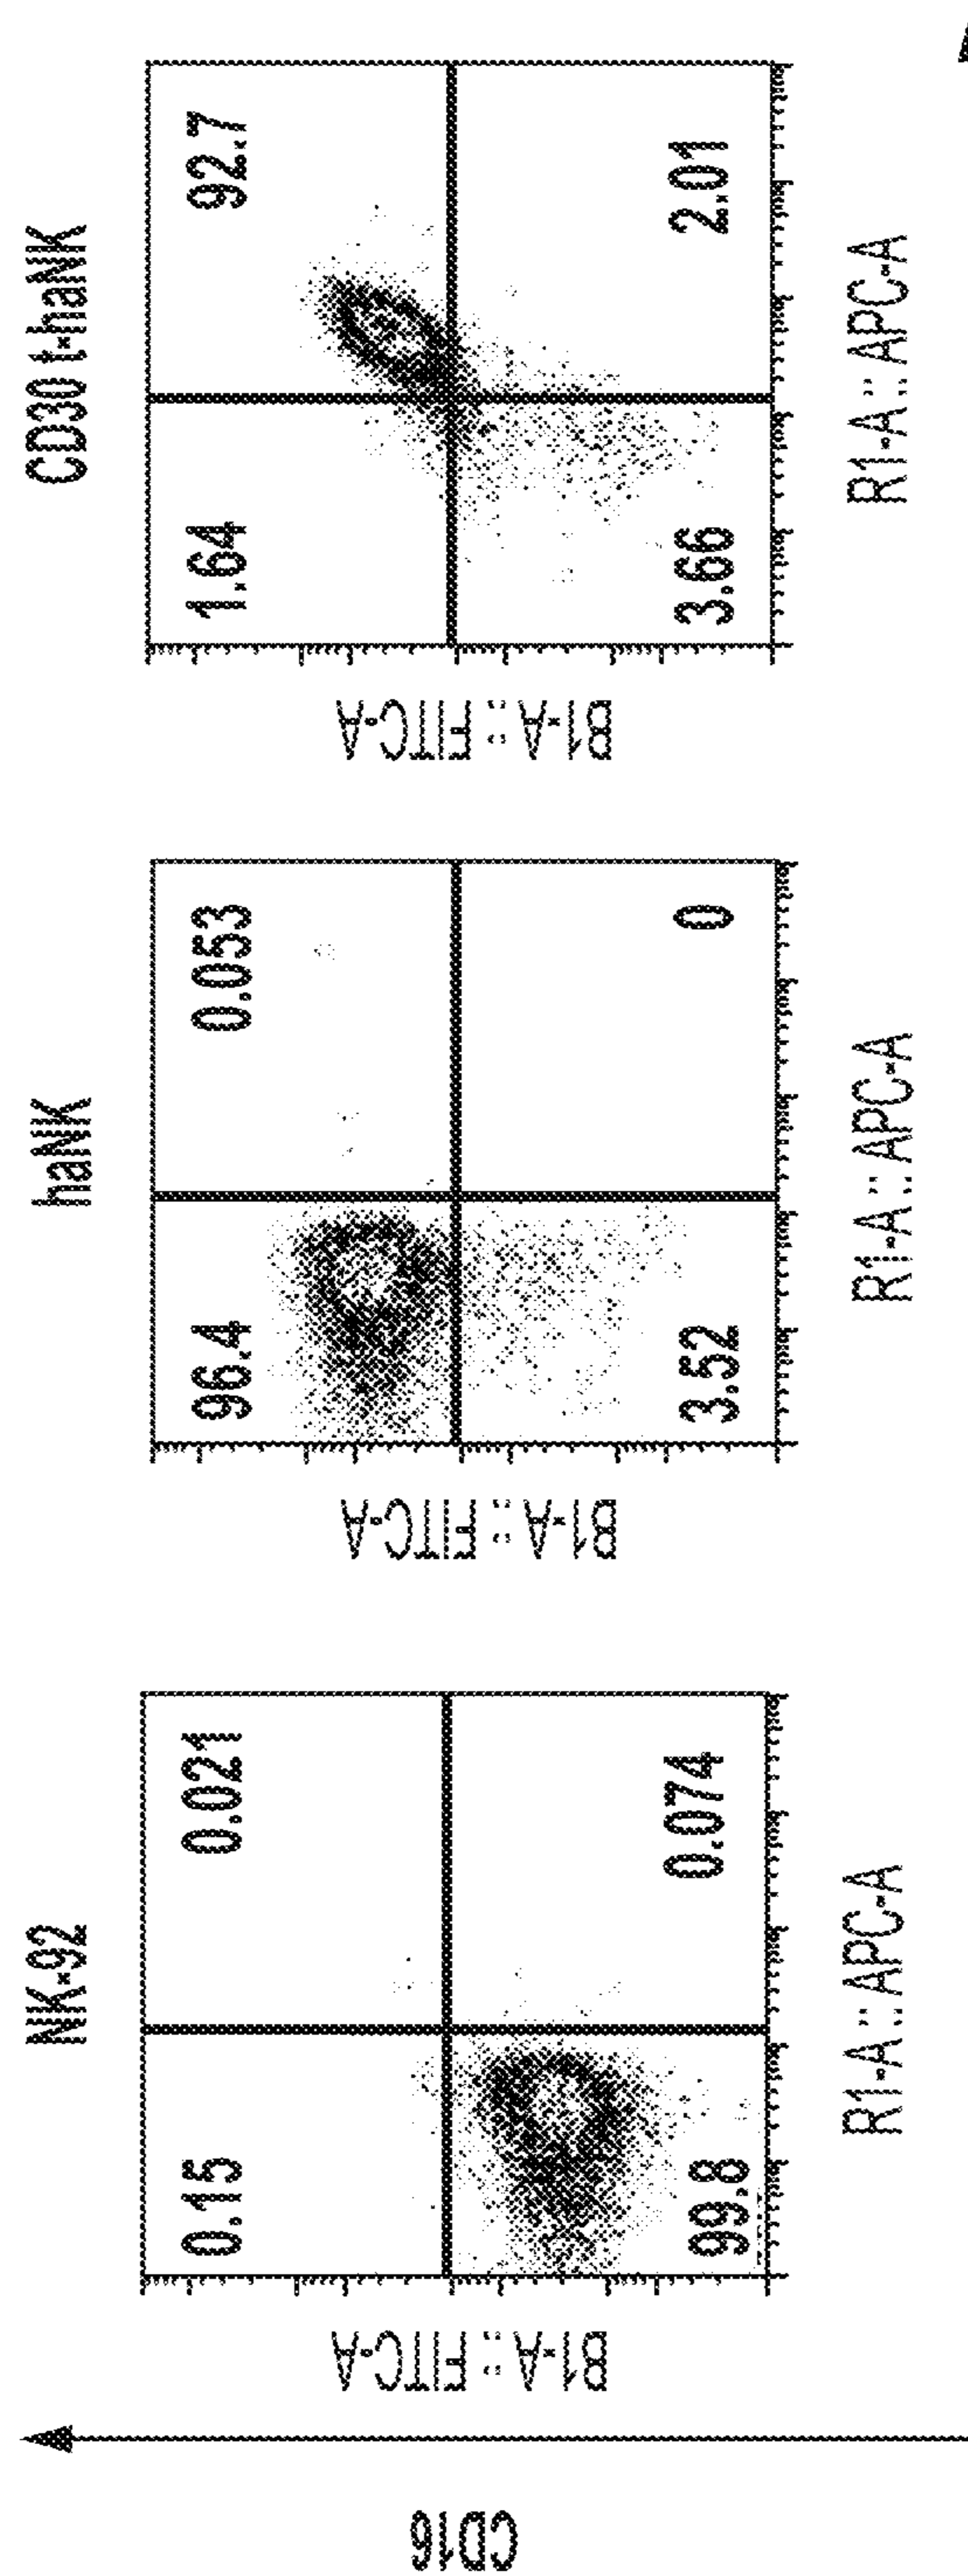 NK-92
0.15
0.021
B1-A :: FITC-A
99.8
0.074
R1-A :: APC-A
haNK
96.4
0.053
B1-A :: FITC-A
3.52
0
R1-A :: APC-A
CD30 t-haNK
1.64
92.7
B1-A :: FITC-A
3.66
2.01
R1-A :: APC-A
CD16